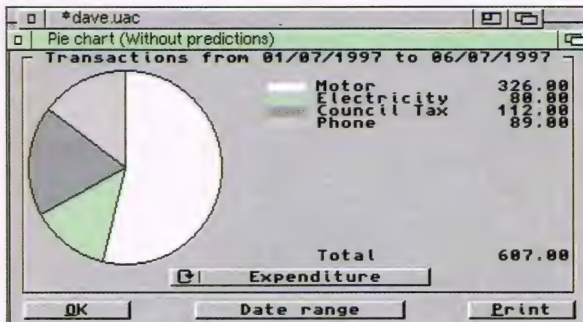 *dave.uac
Pie chart (Without predictions)
Transactions from 01/07/1997 to 06/07/1997
Motor 326.00
Electricity 80.00
Council Tax 112.00
Phone 89.00
Total 607.00
Expenditure
OK Date range Print